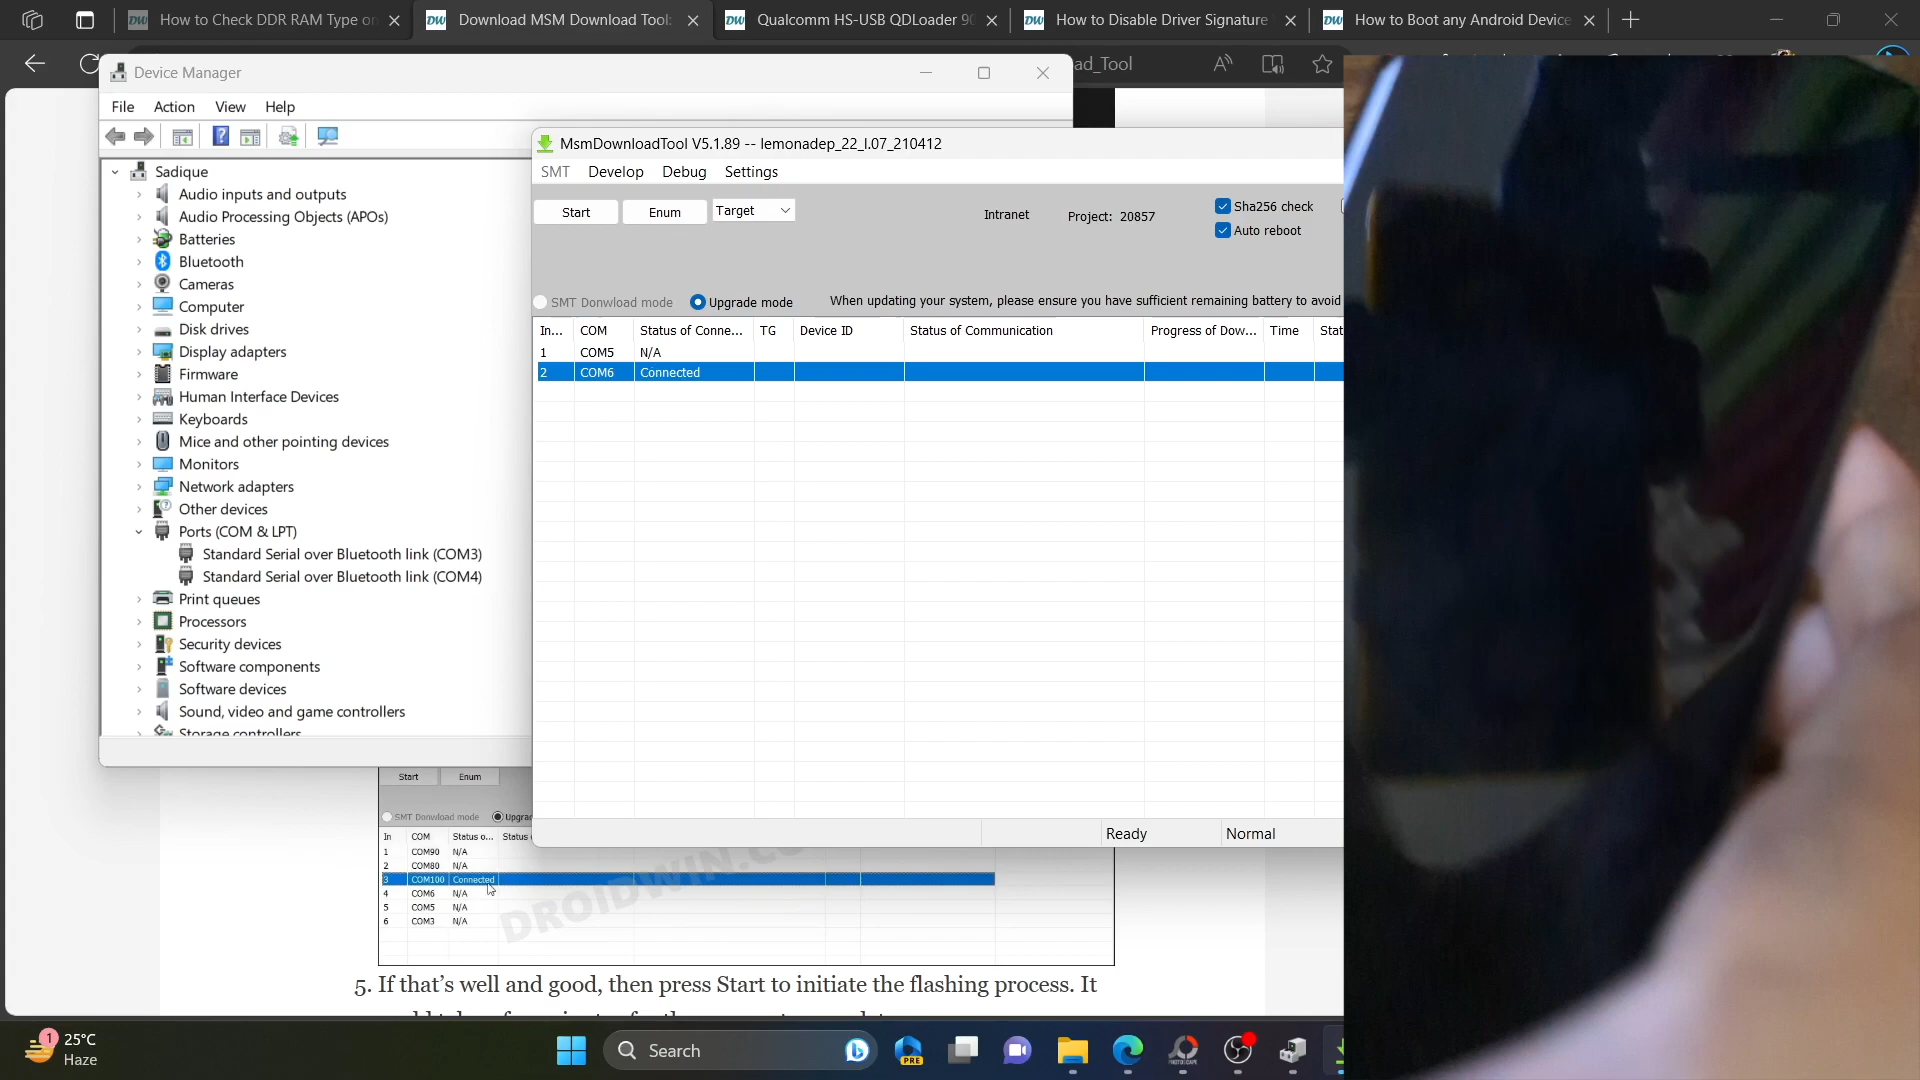 How to Check DDR RAM Type on
Download MSM Download Tool:
Qualcomm HS-USB QDLoader 90
How to Disable Driver Signature
How to Boot any Android Device
ad_Tool
Device Manager
File Action View Help
Sadique
Audio inputs and outputs
Audio Processing Objects (APOs)
Batteries
Bluetooth
Cameras
Computer
Disk drives
Display adapters
Firmware
Human Interface Devices
Keyboards
Mice and other pointing devices
Monitors
Network adapters
Other devices
Ports (COM & LPT)
Standard Serial over Bluetooth link (COM3)
Standard Serial over Bluetooth link (COM4)
Print queues
Processors
Security devices
Software components
Software devices
Sound, video and game controllers
Storage controllers
MsmDownloadTool V5.1.89 -- lemonadep_22_I.07_210412
SMT Develop Debug Settings
Start Enum Target Intranet Project: 20857
Sha256 check
Auto reboot
SMT Donwload mode Upgrade mode When updating your system, please ensure you have sufficient remaining battery to avoid
In... COM Status of Conne... TG Device ID Status of Communication Progress of Dow... Time Stat
1 COM5 N/A
2 COM6 Connected
Ready Normal
Start Enum
SMT Donwload mode Upgra
In COM Status o... Status
1 COM90 N/A
2 COM80 N/A
3 COM100 Connected
4 COM6 N/A
5 COM5 N/A
6 COM3 N/A
DROIDWIN.CO
5. If that's well and good, then press Start to initiate the flashing process. It
1
25°C
Haze
Search
PRE